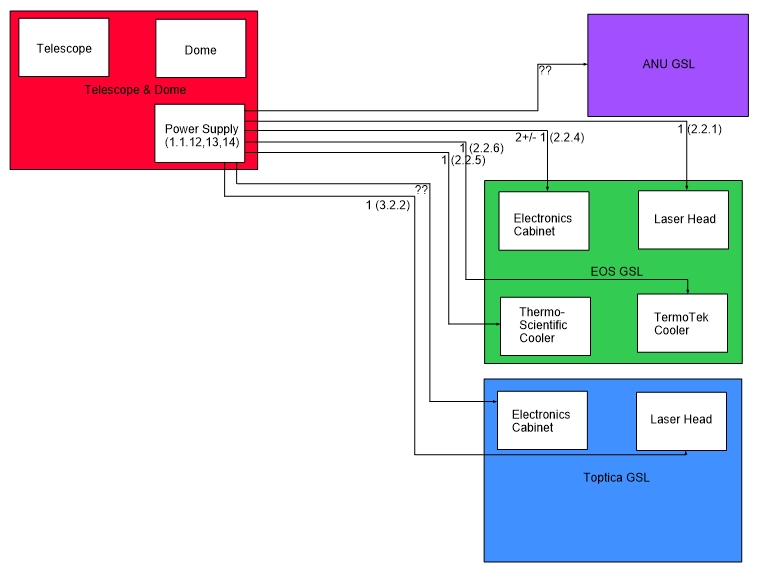 Telescope
Dome
Telescope & Dome
Power Supply
(1.1.12,13,14)
??
ANU GSL
1 (2.2.1)
2+/- 1 (2.2.4)
1 (2.2.6)
1 (2.2.5)
??
1 (3.2.2)
Electronics
Cabinet
Laser Head
EOS GSL
Thermo-
Scientific
Cooler
TermoTek
Cooler
Electronics
Cabinet
Laser Head
Toptica GSL